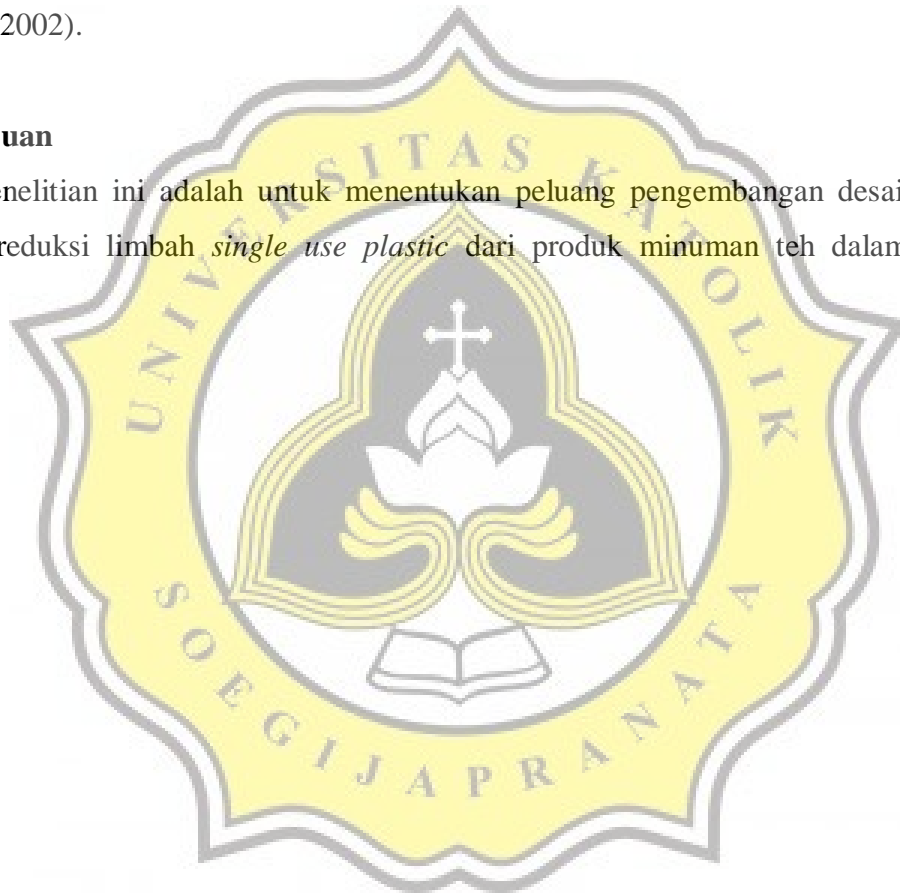 2002).
uan
enelitian ini adalah untuk menentukan peluang pengembangan desai
reduksi limbah single use plastic dari produk minuman teh dalam
UNIVERSITAS KATOLIK
SOEGIJAPRANATA